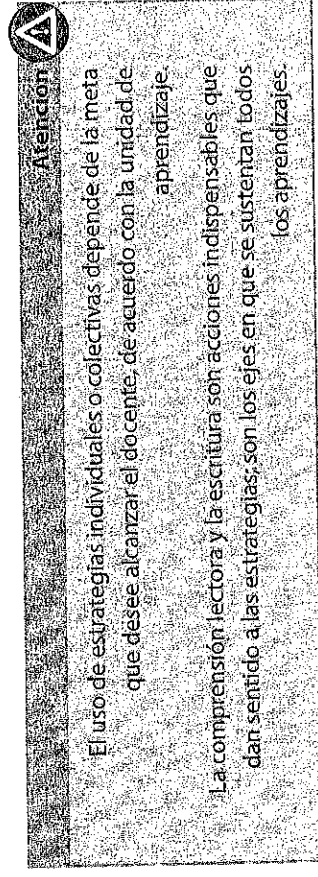 Atención
El uso de estrategias individuales o colectivas depende de la meta
que desee alcanzar el docente, de acuerdo con la unidad de
aprendizaje.
La comprensión lectora y la escritura son acciones indispensables que
dan sentido a las estrategias; son los ejes en que se sustentan todos
los aprendizajes.